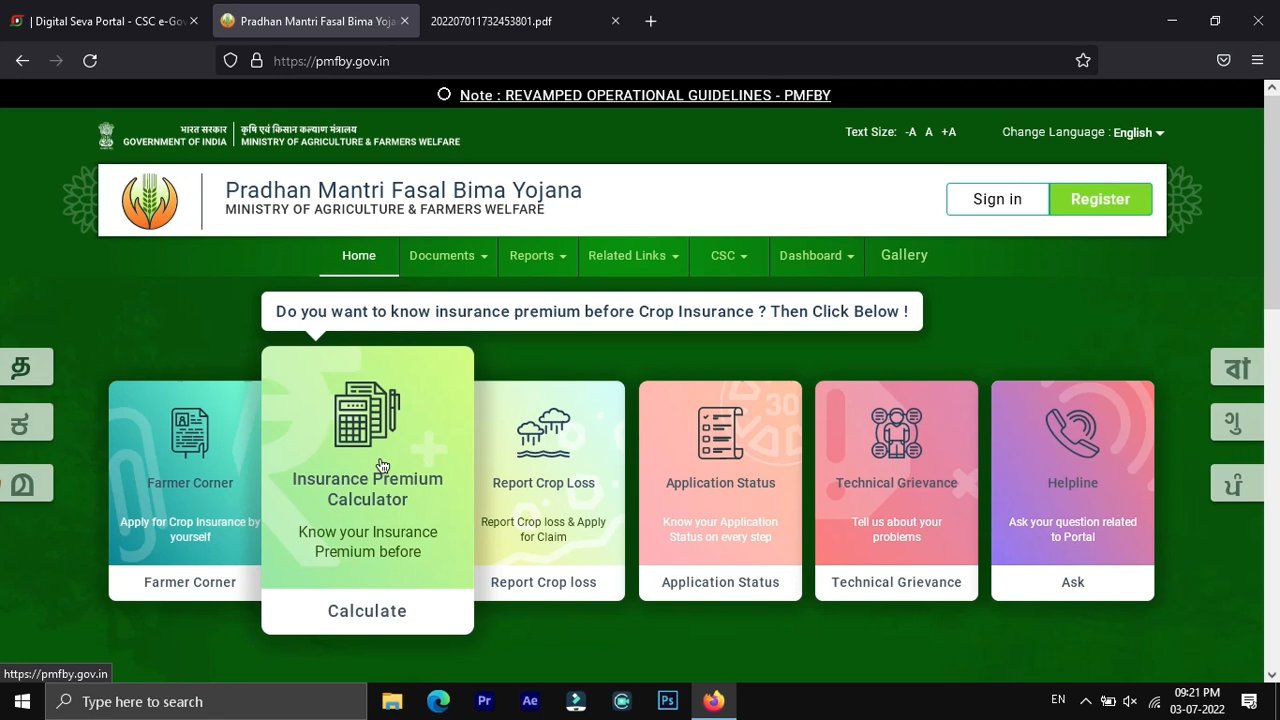 | Digital Seva Portal - CSC e-Gov
Pradhan Mantri Fasal Bima Yoja
202207011732453801.pdf
https://pmfby.gov.in
Note : REVAMPED OPERATIONAL GUIDELINES - PMFBY
भारत सरकार
GOVERNMENT OF INDIA
कृषि एवं किसान कल्याण मंत्रालय
MINISTRY OF AGRICULTURE & FARMERS WELFARE
Text Size: -A A +A
Change Language : English
Pradhan Mantri Fasal Bima Yojana
MINISTRY OF AGRICULTURE & FARMERS WELFARE
Sign in
Register
Home
Documents
Reports
Related Links
CSC
Dashboard
Gallery
Do you want to know insurance premium before Crop Insurance ? Then Click Below !
த
ಕ
മ
বা
ગુ
ਪੰ
Farmer Corner
Apply for Crop Insurance by
yourself
Farmer Corner
Insurance Premium
Calculator
Know your Insurance
Premium before
Calculate
Report Crop Loss
Report Crop loss & Apply
for Claim
Report Crop loss
Application Status
Know your Application
Status on every step
Application Status
Technical Grievance
Tell us about your
problems
Technical Grievance
Helpline
Ask your question related
to Portal
Ask
https://pmfby.gov.in
Type here to search
Pr
Ae
Ps
EN
09:21 PM
03-07-2022